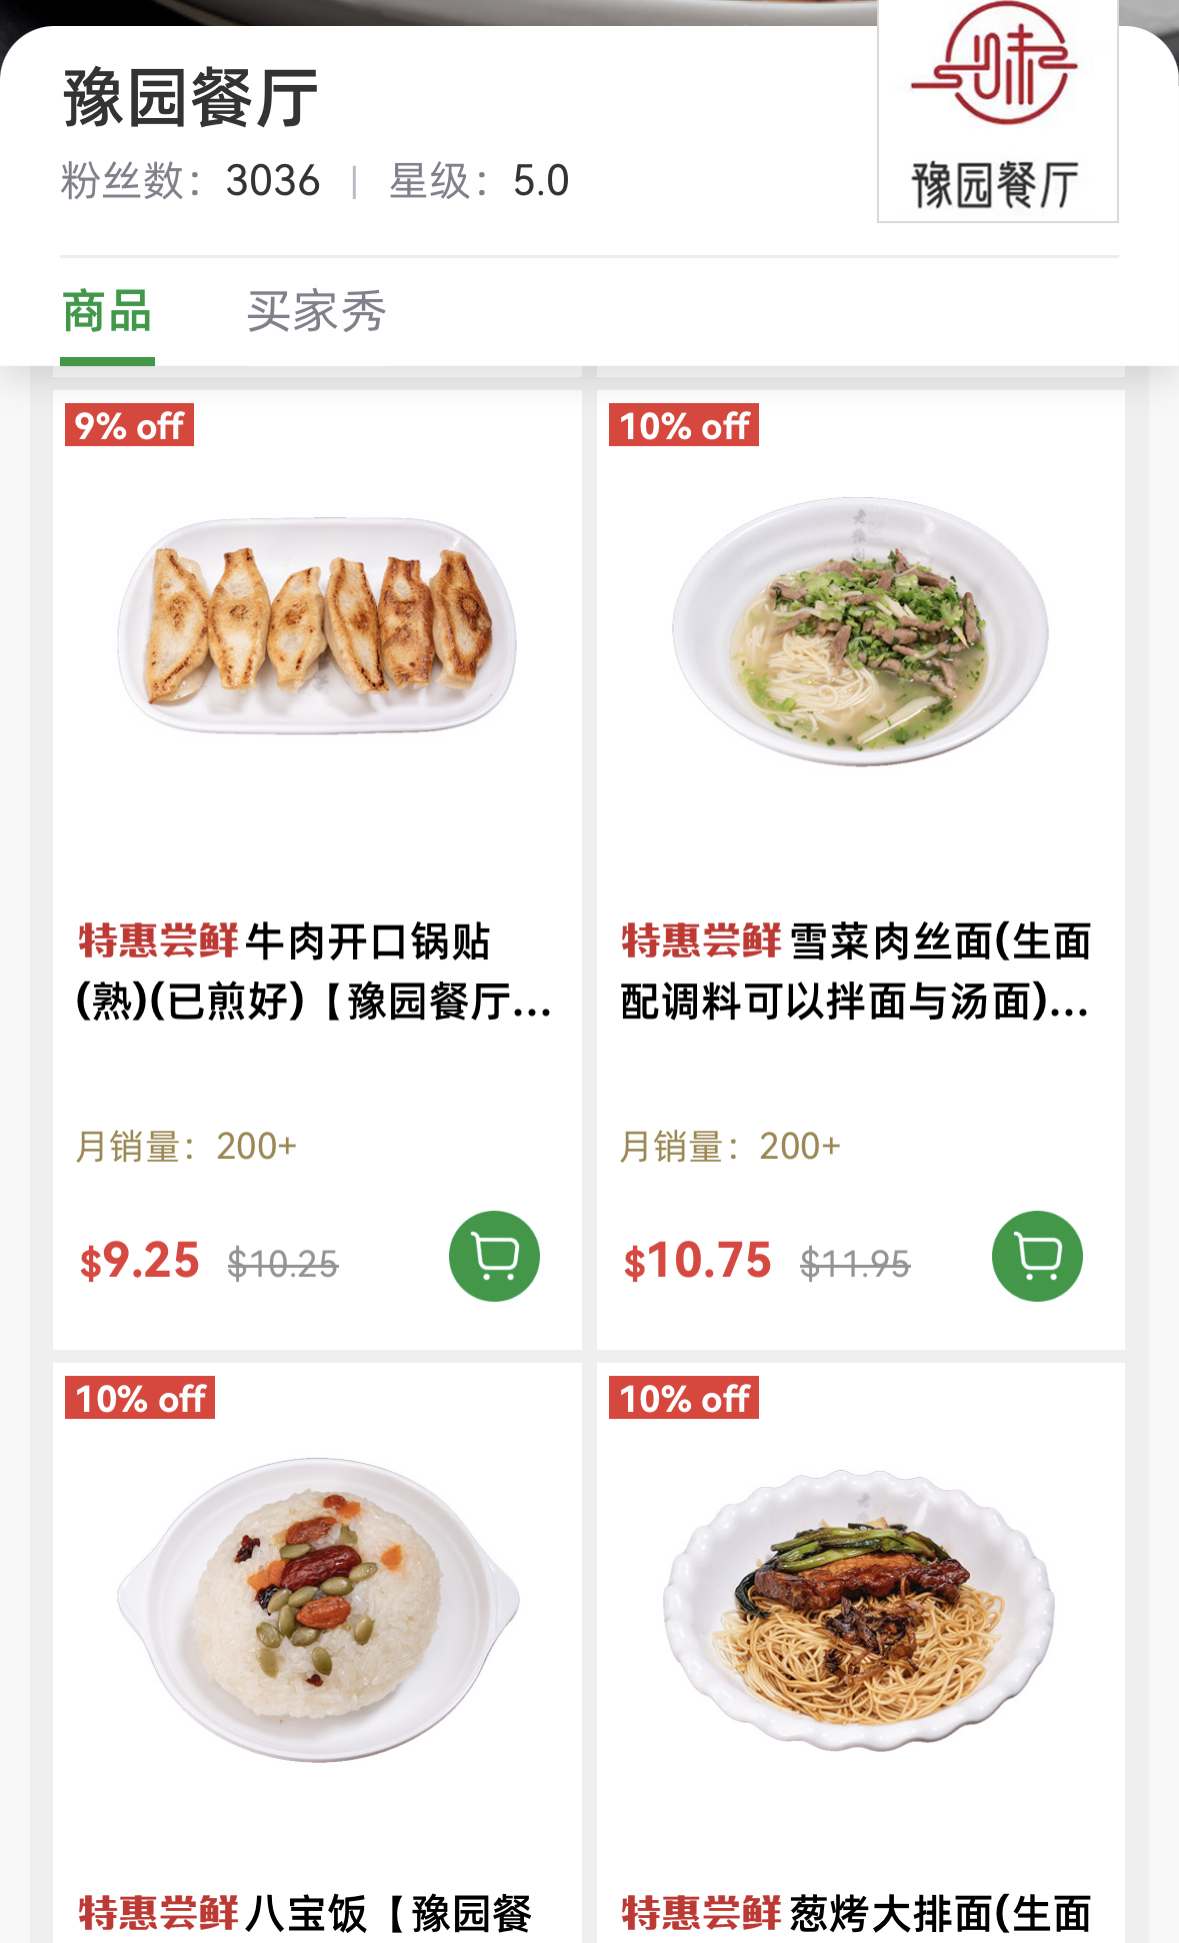 豫园餐厅
粉丝数：3036 | 星级：5.0
味
豫园餐厅
商品 买家秀
9% off
10% off
特惠尝鲜 牛肉开口锅贴
(熟)(已煎好)【豫园餐厅...
月销量：200+
$9.25 $10.25
特惠尝鲜 雪菜肉丝面(生面
配调料可以拌面与汤面)...
月销量：200+
$10.75 $11.95
10% off
10% off
特惠尝鲜 八宝饭【豫园餐
特惠尝鲜 葱烤大排面(生面